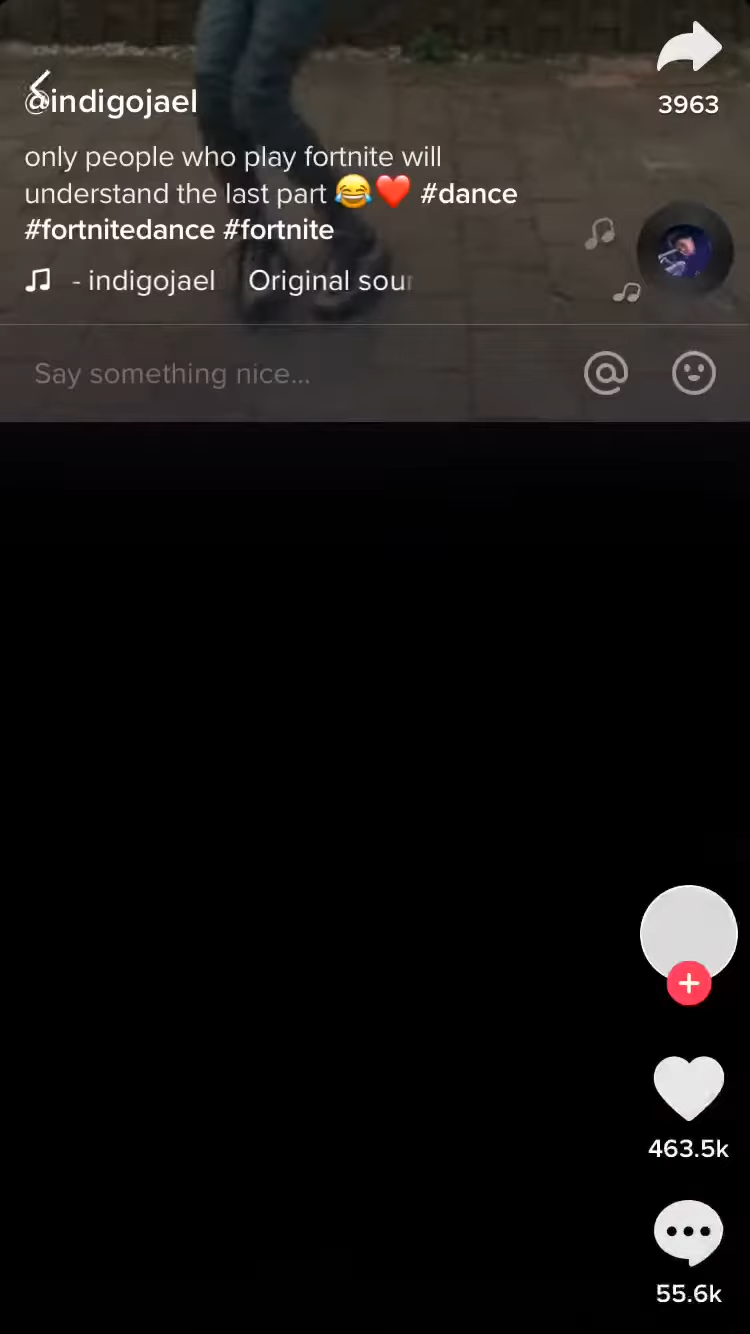 3963
@indigojael
only people who play fortnite will
understand the last part 😂❤️ #dance
#fortnitedance #fortnite
- indigojael Original sour
Say something nice...
463.5k
55.6k